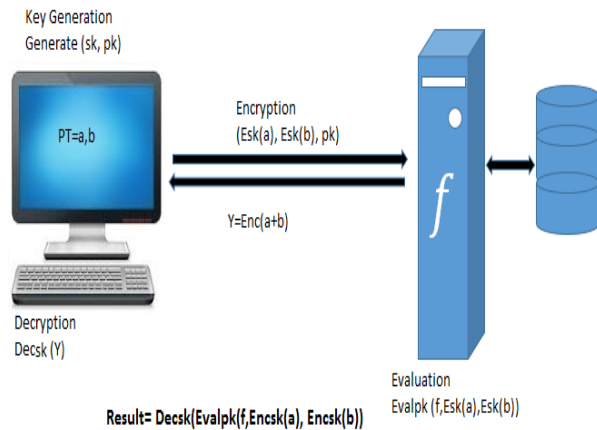 Key Generation
Generate (sk, pk)
PT=a,b
Encryption
(Esk(a), Esk(b), pk)
Y=Enc(a+b)
f
Decryption
Decsk (Y)
Evaluation
Evalpk (f,Esk(a),Esk(b))
Result= Decsk(Evalpk(f,Encsk(a), Encsk(b))